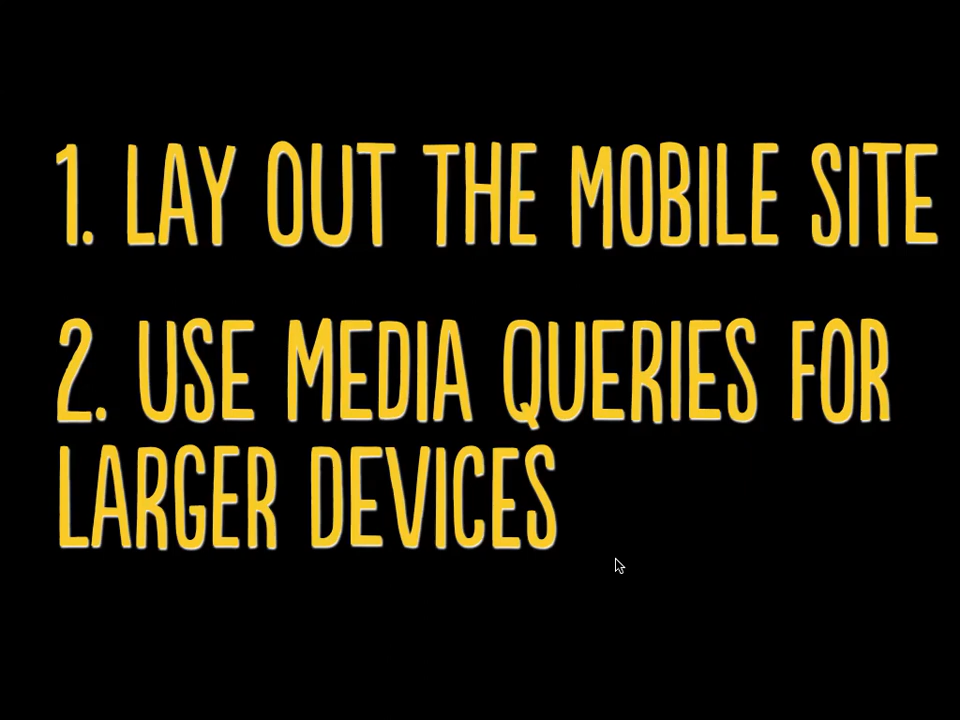 1. LAY OUT THE MOBILE SITE
2. USE MEDIA QUERIES FOR
LARGER DEVICES